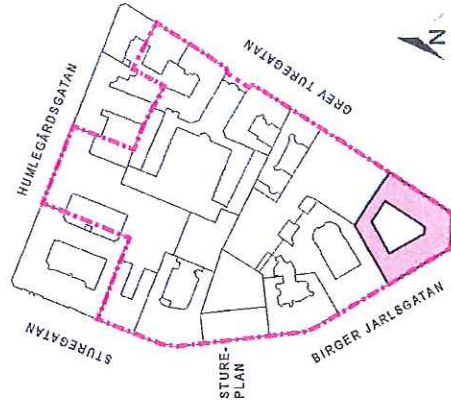 HUMLEGÅRDSGATAN
GREV TUREGATAN
N
STUREGATAN
STURE-
PLAN
BIRGER JARLSGATAN